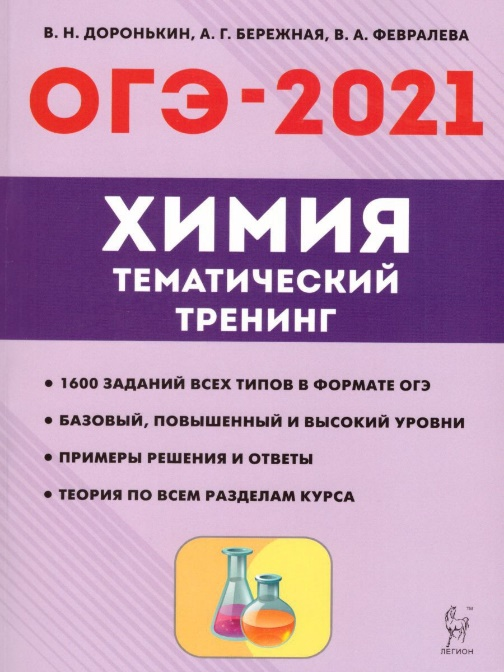 В. Н. ДОРОНЬКИН, А. Г. БЕРЕЖНАЯ, В. А. ФЕВРАЛЕВА
ОГЭ-2021
ХИМИЯ
ТЕМАТИЧЕСКИЙ
ТРЕНИНГ
• 1600 ЗАДАНИЙ ВСЕХ ТИПОВ В ФОРМАТЕ ОГЭ
• БАЗОВЫЙ, ПОВЫШЕННЫЙ И ВЫСОКИЙ УРОВНИ
• ПРИМЕРЫ РЕШЕНИЯ И ОТВЕТЫ
• ТЕОРИЯ ПО ВСЕМ РАЗДЕЛАМ КУРСА
TM
ЛЕГИОН